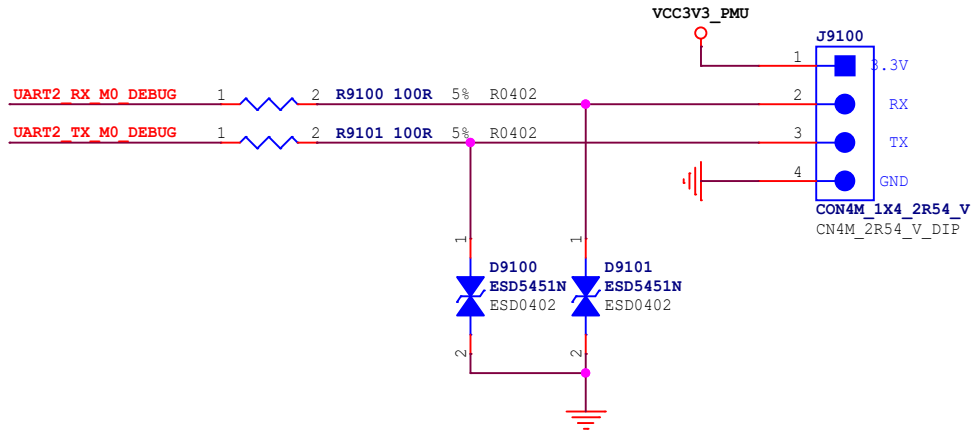 VCC3V3_PMU
J9100
1 3.3V
UART2_RX_M0_DEBUG 1 2 R9100 100R 5% R0402 2 RX
UART2_TX_M0_DEBUG 1 2 R9101 100R 5% R0402 3 TX
4 GND
CON4M_1X4_2R54_V
CN4M_2R54_V_DIP
1 1
D9100 D9101
ESD5451N ESD5451N
ESD0402 ESD0402
2 2